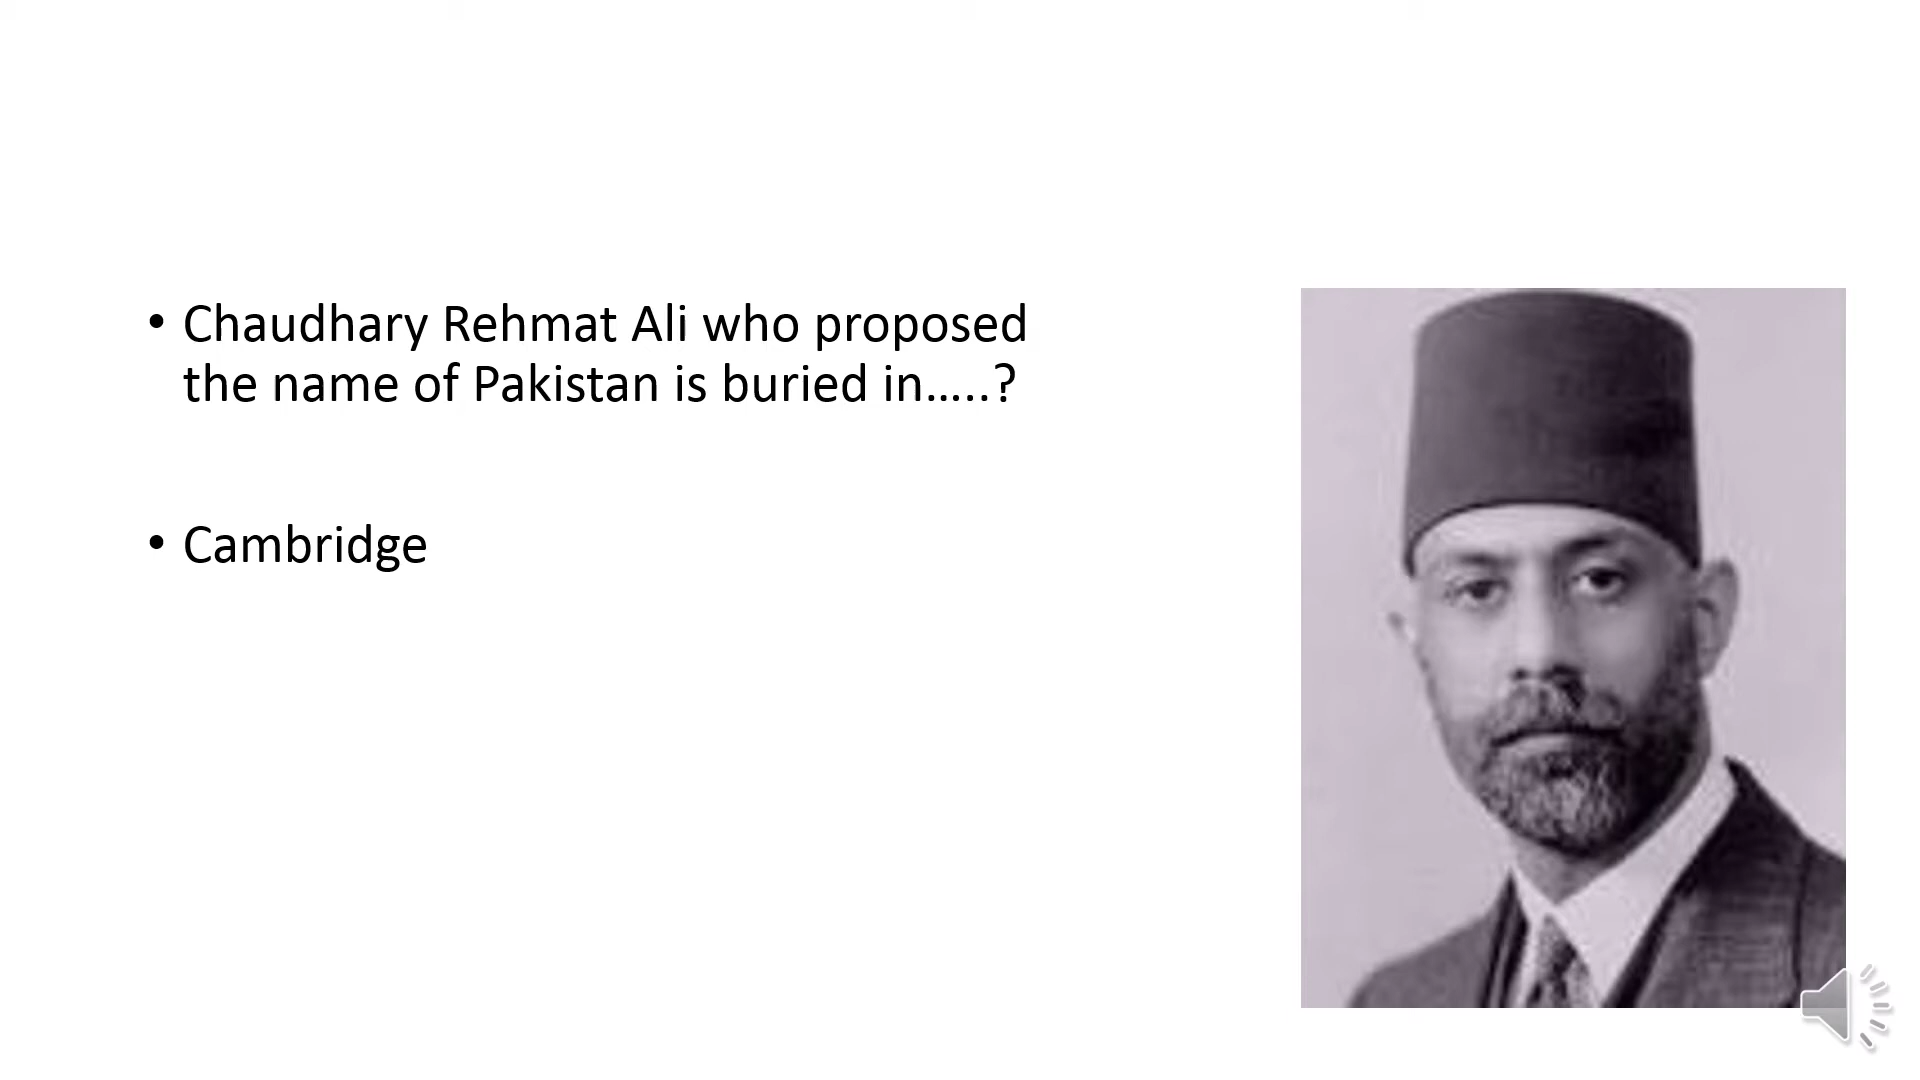 • Chaudhary Rehmat Ali who proposed
the name of Pakistan is buried in…..?
• Cambridge